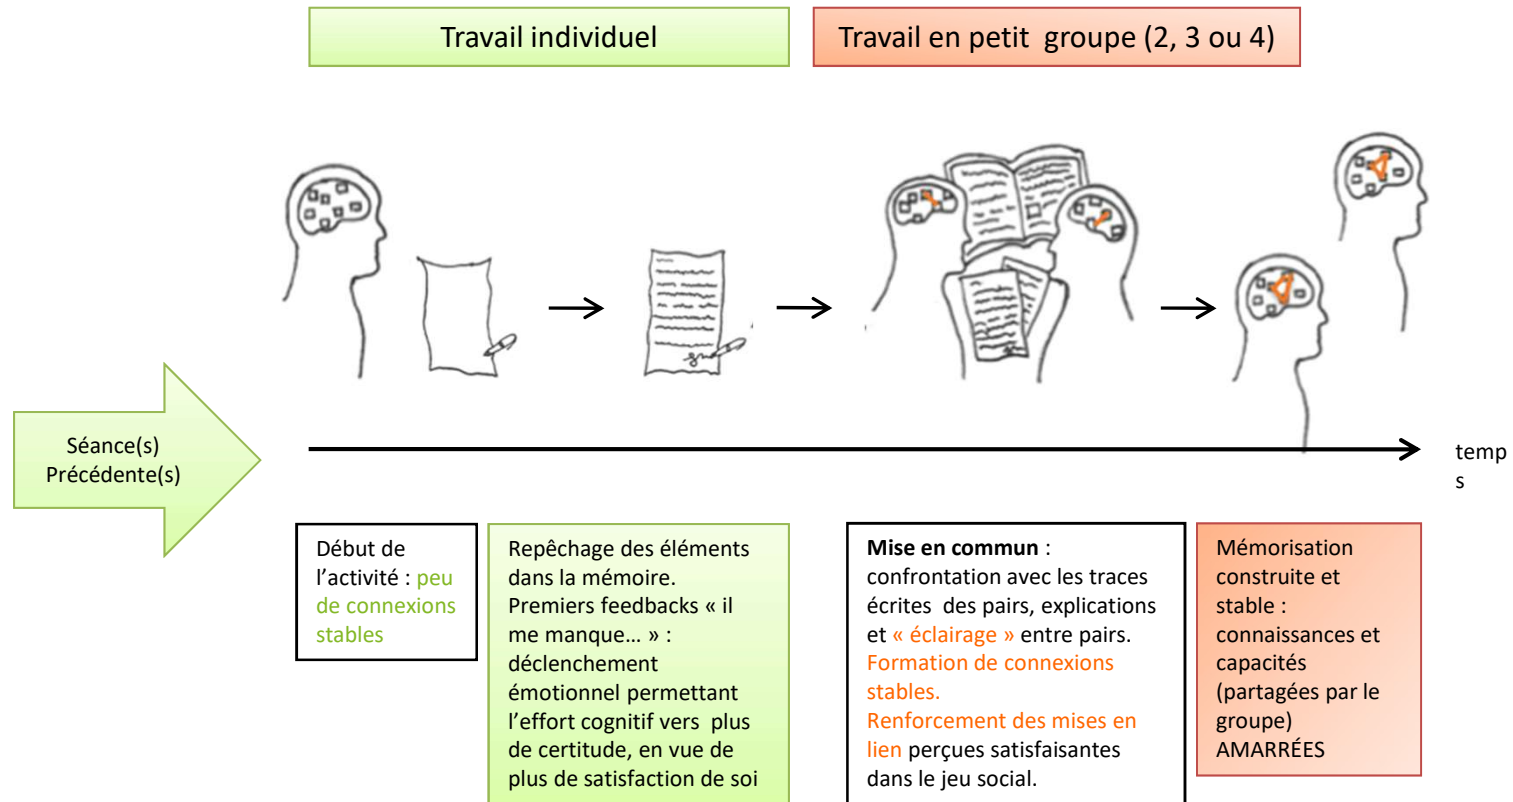 Travail individuel
Travail en petit groupe (2, 3 ou 4)
Séance(s)
Précédente(s)
temp
s
Début de
l’activité : peu
de connexions
stables
Repêchage des éléments
dans la mémoire.
Premiers feedbacks « il
me manque… » :
déclenchement
émotionnel permettant
l’effort cognitif vers plus
de certitude, en vue de
plus de satisfaction de soi
Mise en commun :
confrontation avec les traces
écrites des pairs, explications
et « éclairage » entre pairs.
Formation de connexions
stables.
Renforcement des mises en
lien perçues satisfaisantes
dans le jeu social.
Mémorisation
construite et
stable :
connaissances et
capacités
(partagées par le
groupe)
AMARRÉES